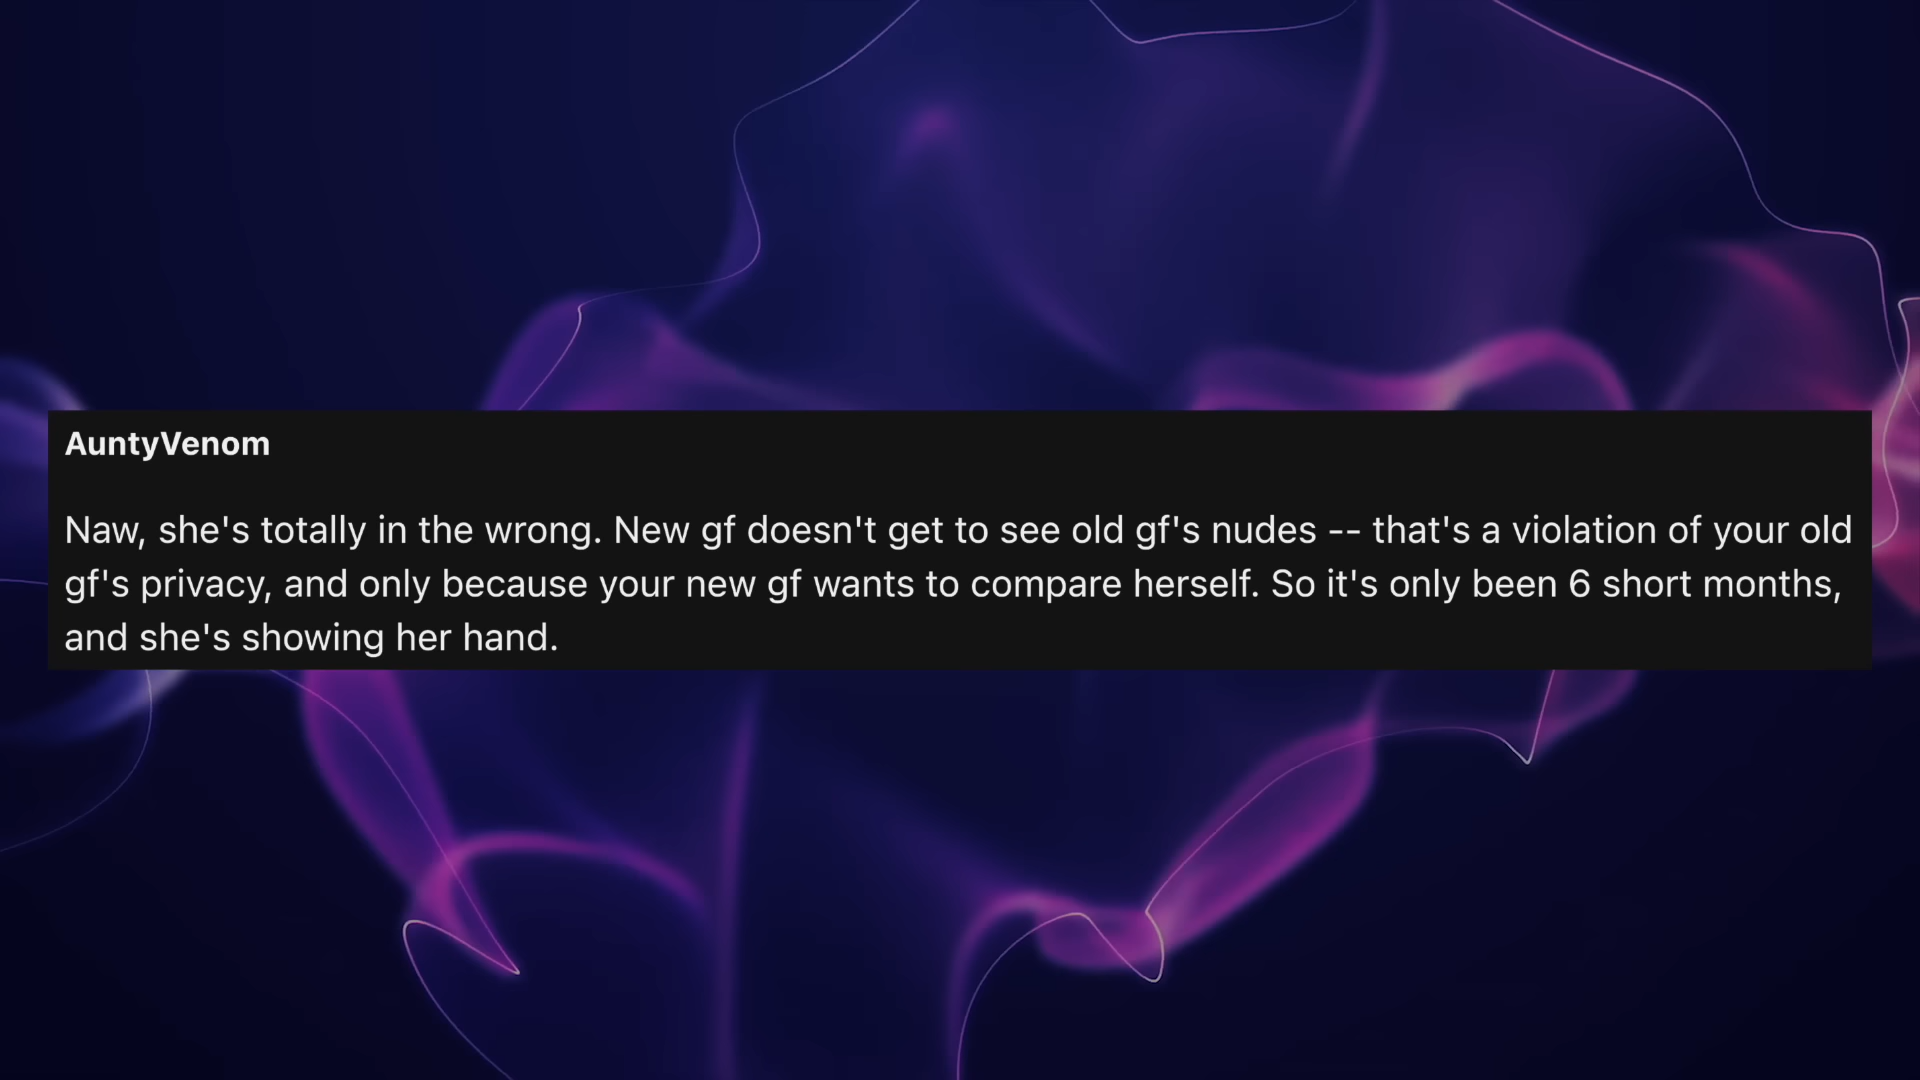 AuntyVenom
Naw, she's totally in the wrong. New gf doesn't get to see old gf's nudes -- that's a violation of your old
gf's privacy, and only because your new gf wants to compare herself. So it's only been 6 short months,
and she's showing her hand.